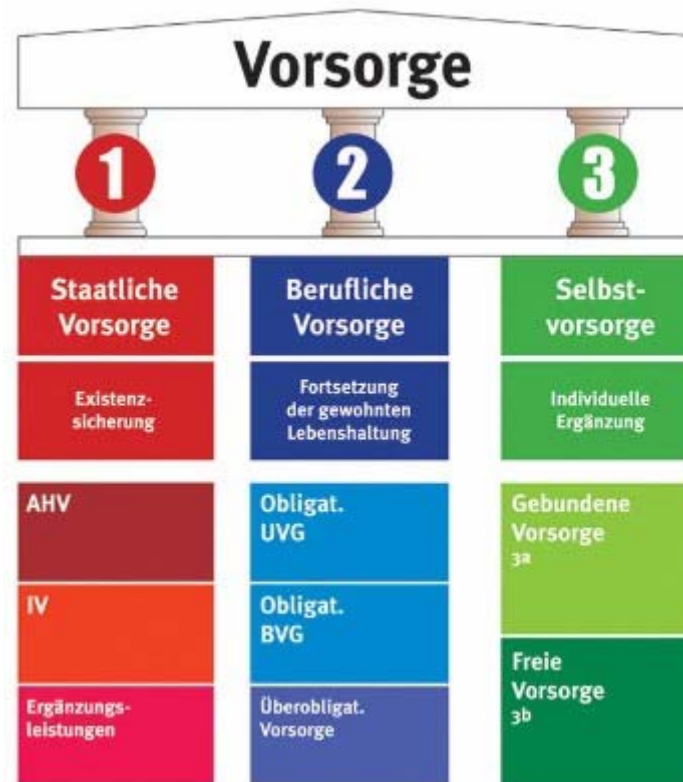 Vorsorge
1
2
3
Staatliche
Vorsorge
Berufliche
Vorsorge
Selbst-
vorsorge
Existenz-
sicherung
Fortsetzung
der gewohnten
Lebenshaltung
Individuelle
Ergänzung
AHV
IV
Ergänzungs-
leistungen
Obligat.
UVG
Obligat.
BVG
Überobligat.
Vorsorge
Gebundene
Vorsorge
3a
Freie
Vorsorge
3b